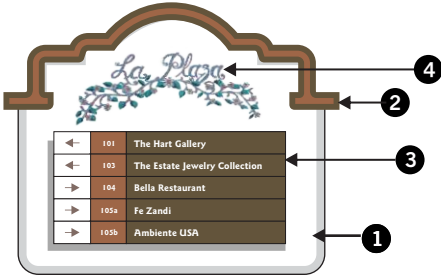 La Plaza
4
2
← 101 The Hart Gallery
← 103 The Estate Jewelry Collection
3
→ 104 Bella Restaurant
→ 105a Fe Zandi
→ 105b Ambiente USA
1